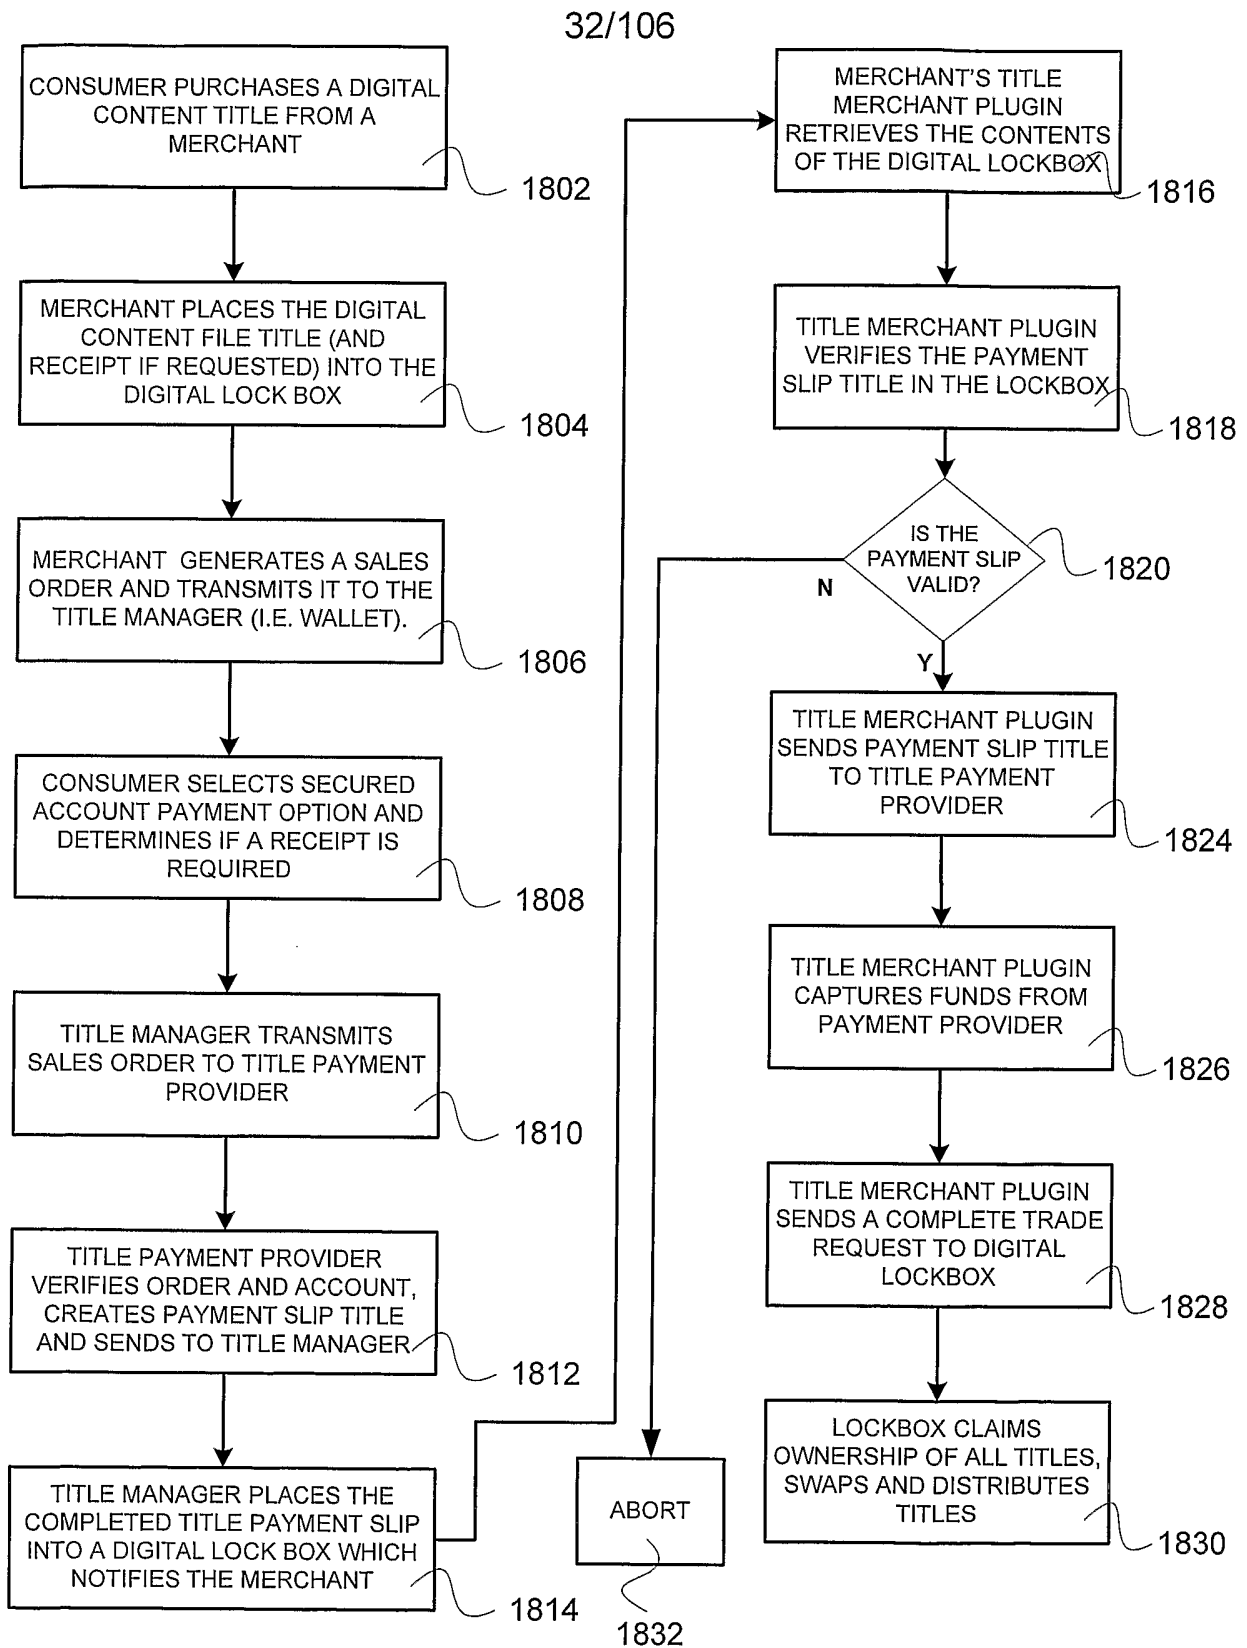 32/106
CONSUMER PURCHASES A DIGITAL
CONTENT TITLE FROM A
MERCHANT
1802
MERCHANT PLACES THE DIGITAL
CONTENT FILE TITLE (AND
RECEIPT IF REQUESTED) INTO THE
DIGITAL LOCK BOX
1804
MERCHANT GENERATES A SALES
ORDER AND TRANSMITS IT TO THE
TITLE MANAGER (I.E. WALLET).
1806
CONSUMER SELECTS SECURED
ACCOUNT PAYMENT OPTION AND
DETERMINES IF A RECEIPT IS
REQUIRED
1808
TITLE MANAGER TRANSMITS
SALES ORDER TO TITLE PAYMENT
PROVIDER
1810
TITLE PAYMENT PROVIDER
VERIFIES ORDER AND ACCOUNT,
CREATES PAYMENT SLIP TITLE
AND SENDS TO TITLE MANAGER
1812
TITLE MANAGER PLACES THE
COMPLETED TITLE PAYMENT SLIP
INTO A DIGITAL LOCK BOX WHICH
NOTIFIES THE MERCHANT
1814
MERCHANT'S TITLE
MERCHANT PLUGIN
RETRIEVES THE CONTENTS
OF THE DIGITAL LOCKBOX
1816
TITLE MERCHANT PLUGIN
VERIFIES THE PAYMENT
SLIP TITLE IN THE LOCKBOX
1818
IS THE
PAYMENT SLIP
VALID?
1820
N
Y
TITLE MERCHANT PLUGIN
SENDS PAYMENT SLIP TITLE
TO TITLE PAYMENT
PROVIDER
1824
TITLE MERCHANT PLUGIN
CAPTURES FUNDS FROM
PAYMENT PROVIDER
1826
TITLE MERCHANT PLUGIN
SENDS A COMPLETE TRADE
REQUEST TO DIGITAL
LOCKBOX
1828
LOCKBOX CLAIMS
OWNERSHIP OF ALL TITLES,
SWAPS AND DISTRIBUTES
TITLES
1830
ABORT
1832